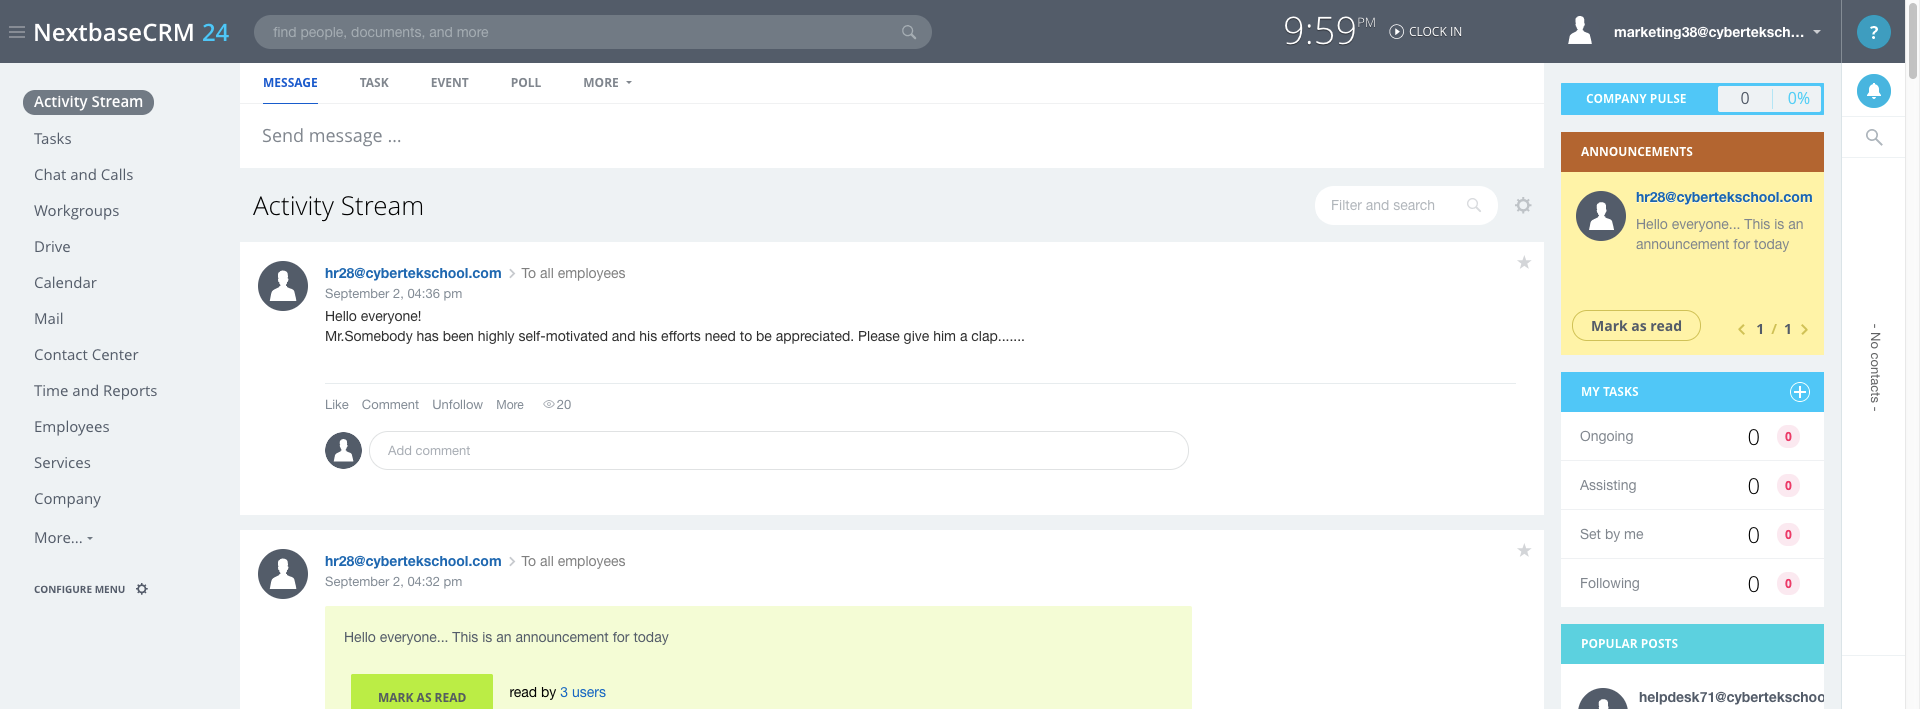 NextbaseCRM 24
find people, documents, and more
9:59 PM
CLOCK IN
marketing38@cyberteksch...
?
Activity Stream
Tasks
Chat and Calls
Workgroups
Drive
Calendar
Mail
Contact Center
Time and Reports
Employees
Services
Company
More...
CONFIGURE MENU
MESSAGE TASK EVENT POLL MORE
Send message ...
Activity Stream
Filter and search
hr28@cybertekschool.com > To all employees
September 2, 04:36 pm
Hello everyone!
Mr.Somebody has been highly self-motivated and his efforts need to be appreciated. Please give him a clap.......
Like Comment Unfollow More 20
Add comment
hr28@cybertekschool.com > To all employees
September 2, 04:32 pm
Hello everyone... This is an announcement for today
MARK AS READ read by 3 users
COMPANY PULSE 0 0%
ANNOUNCEMENTS
hr28@cybertekschool.com
Hello everyone... This is an
announcement for today
Mark as read < 1 / 1 >
MY TASKS
Ongoing 0 0
Assisting 0 0
Set by me 0 0
Following 0 0
POPULAR POSTS
helpdesk71@cybertekschoo
- No contacts -